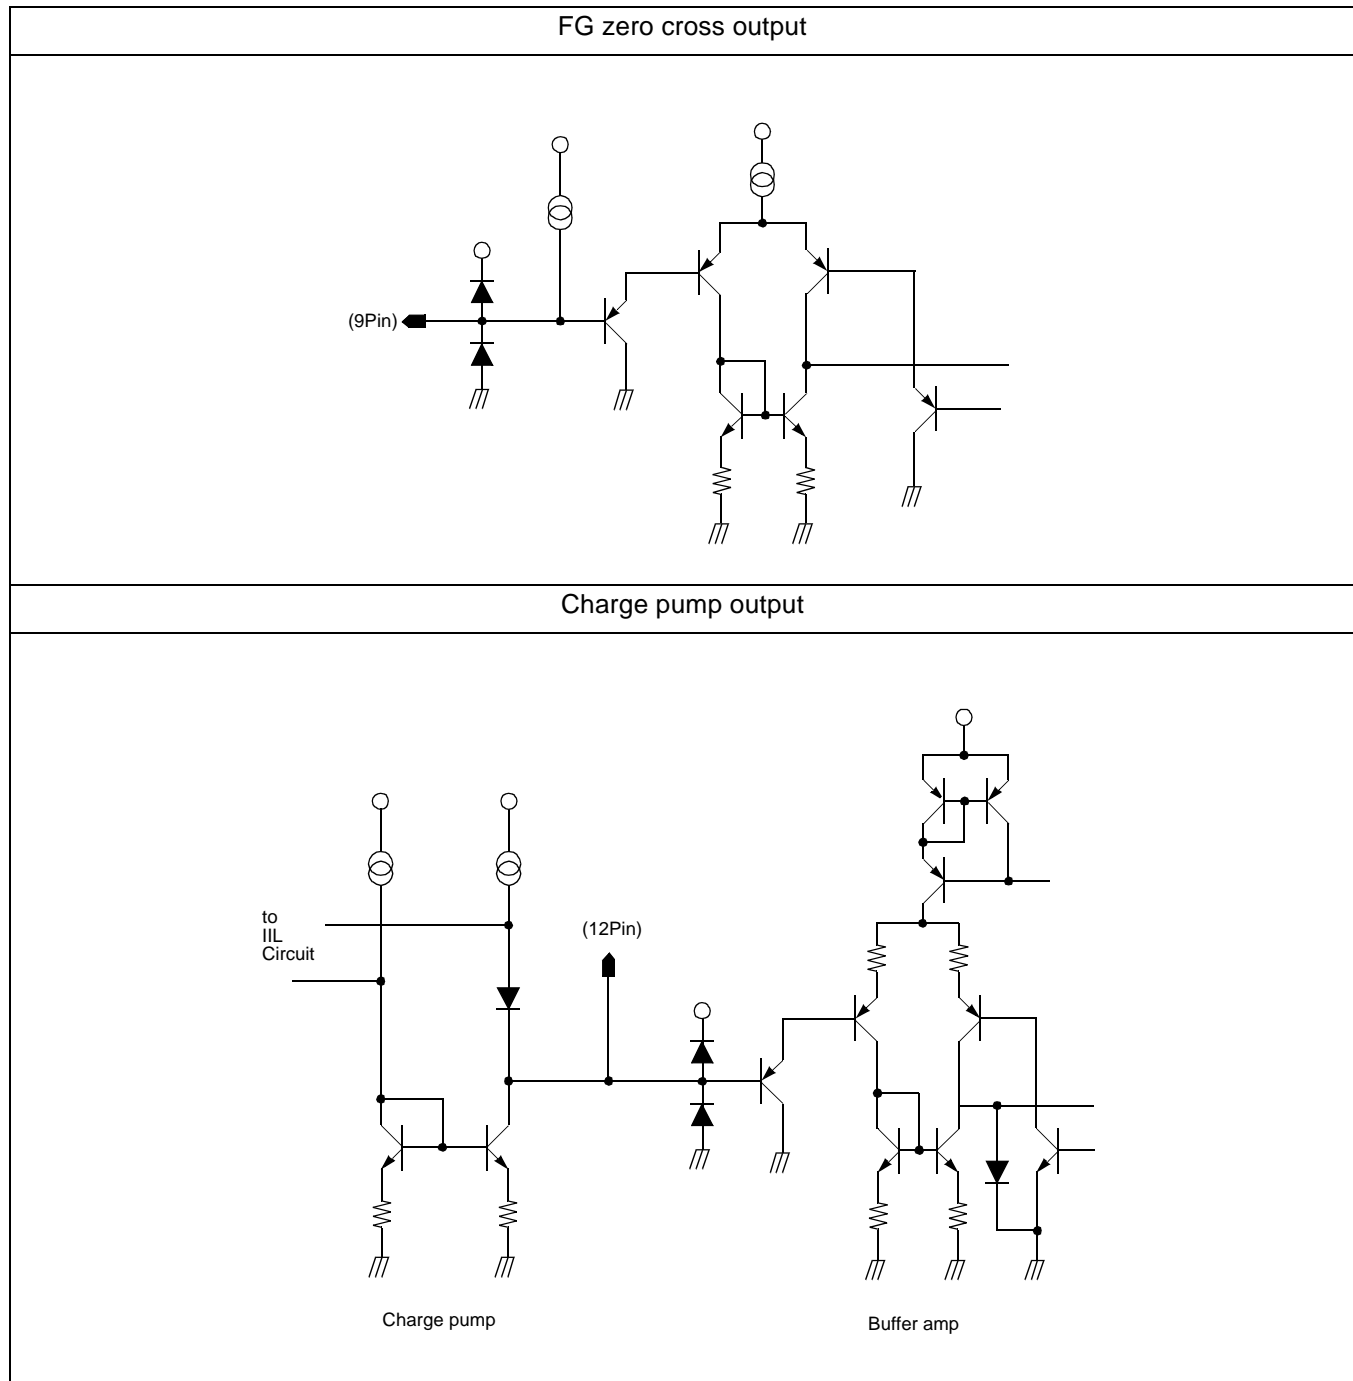 FG zero cross output
(9Pin)
Charge pump output
to
IIL
Circuit
(12Pin)
Charge pump
Buffer amp